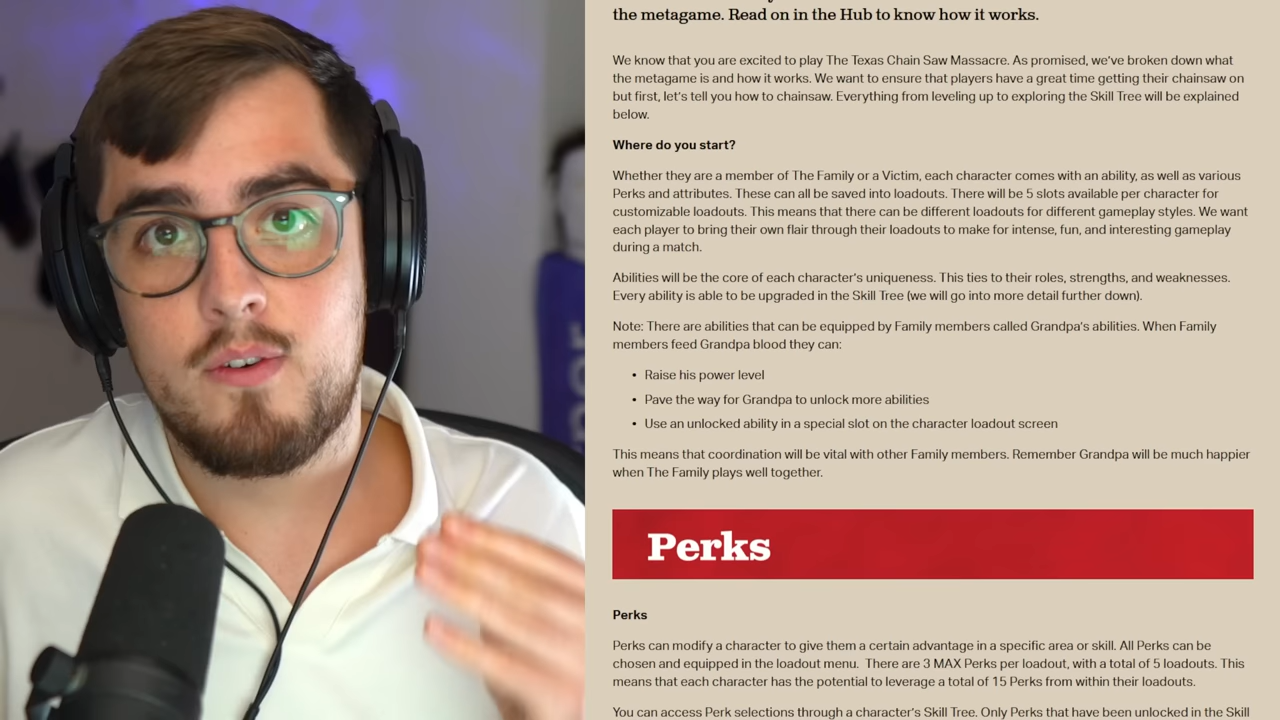 the metagame. Read on in the Hub to know how it works.
We know that you are excited to play The Texas Chain Saw Massacre. As promised, we've broken down what
the metagame is and how it works. We want to ensure that players have a great time getting their chainsaw on
but first, let's tell you how to chainsaw. Everything from leveling up to exploring the Skill Tree will be explained
below.
Where do you start?
Whether they are a member of The Family or a Victim, each character comes with an ability, as well as various
Perks and attributes. These can all be saved into loadouts. There will be 5 slots available per character for
customizable loadouts. This means that there can be different loadouts for different gameplay styles. We want
each player to bring their own flair through their loadouts to make for intense, fun, and interesting gameplay
during a match.
Abilities will be the core of each character's uniqueness. This ties to their roles, strengths, and weaknesses.
Every ability is able to be upgraded in the Skill Tree (we will go into more detail further down).
Note: There are abilities that can be equipped by Family members called Grandpa's abilities. When Family
members feed Grandpa blood they can:
• Raise his power level
• Pave the way for Grandpa to unlock more abilities
• Use an unlocked ability in a special slot on the character loadout screen
This means that coordination will be vital with other Family members. Remember Grandpa will be much happier
when The Family plays well together.
Perks
Perks
Perks can modify a character to give them a certain advantage in a specific area or skill. All Perks can be
chosen and equipped in the loadout menu. There are 3 MAX Perks per loadout, with a total of 5 loadouts. This
means that each character has the potential to leverage a total of 15 Perks from within their loadouts.
You can access Perk selections through a character's Skill Tree. Only Perks that have been unlocked in the Skill